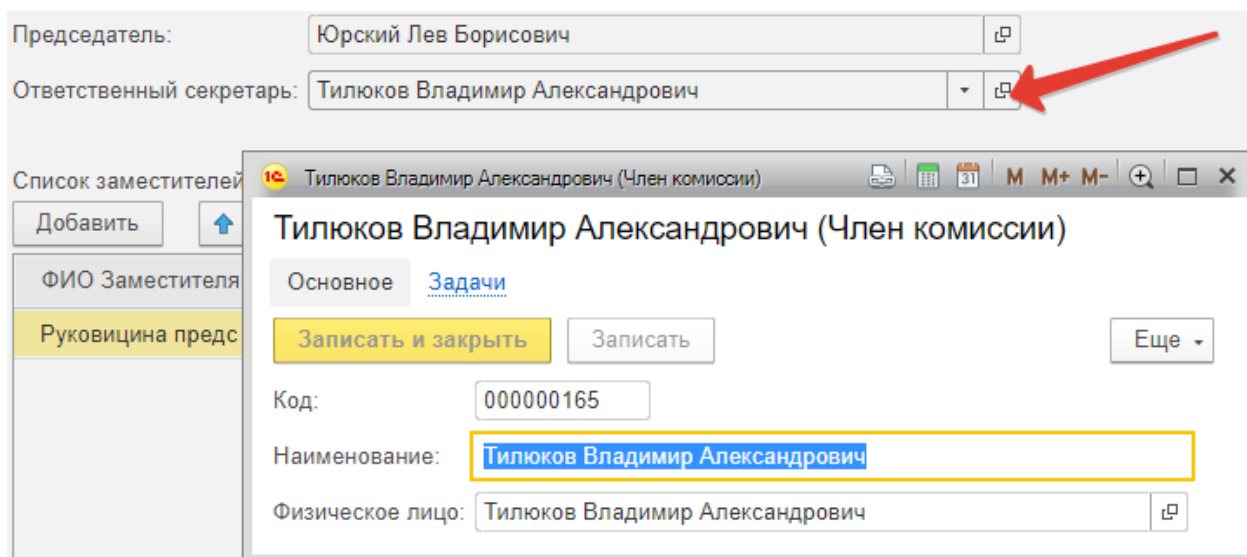 Председатель: Юрский Лев Борисович
Ответственный секретарь: Тилюков Владимир Александрович
Список заместителей
Добавить
ФИО Заместителя
Руковицина предс
1С Тилюков Владимир Александрович (Член комиссии) 31 M M+ M-
Тилюков Владимир Александрович (Член комиссии)
Основное Задачи
Записать и закрыть Записать Еще
Код: 000000165
Наименование: Тилюков Владимир Александрович
Физическое лицо: Тилюков Владимир Александрович